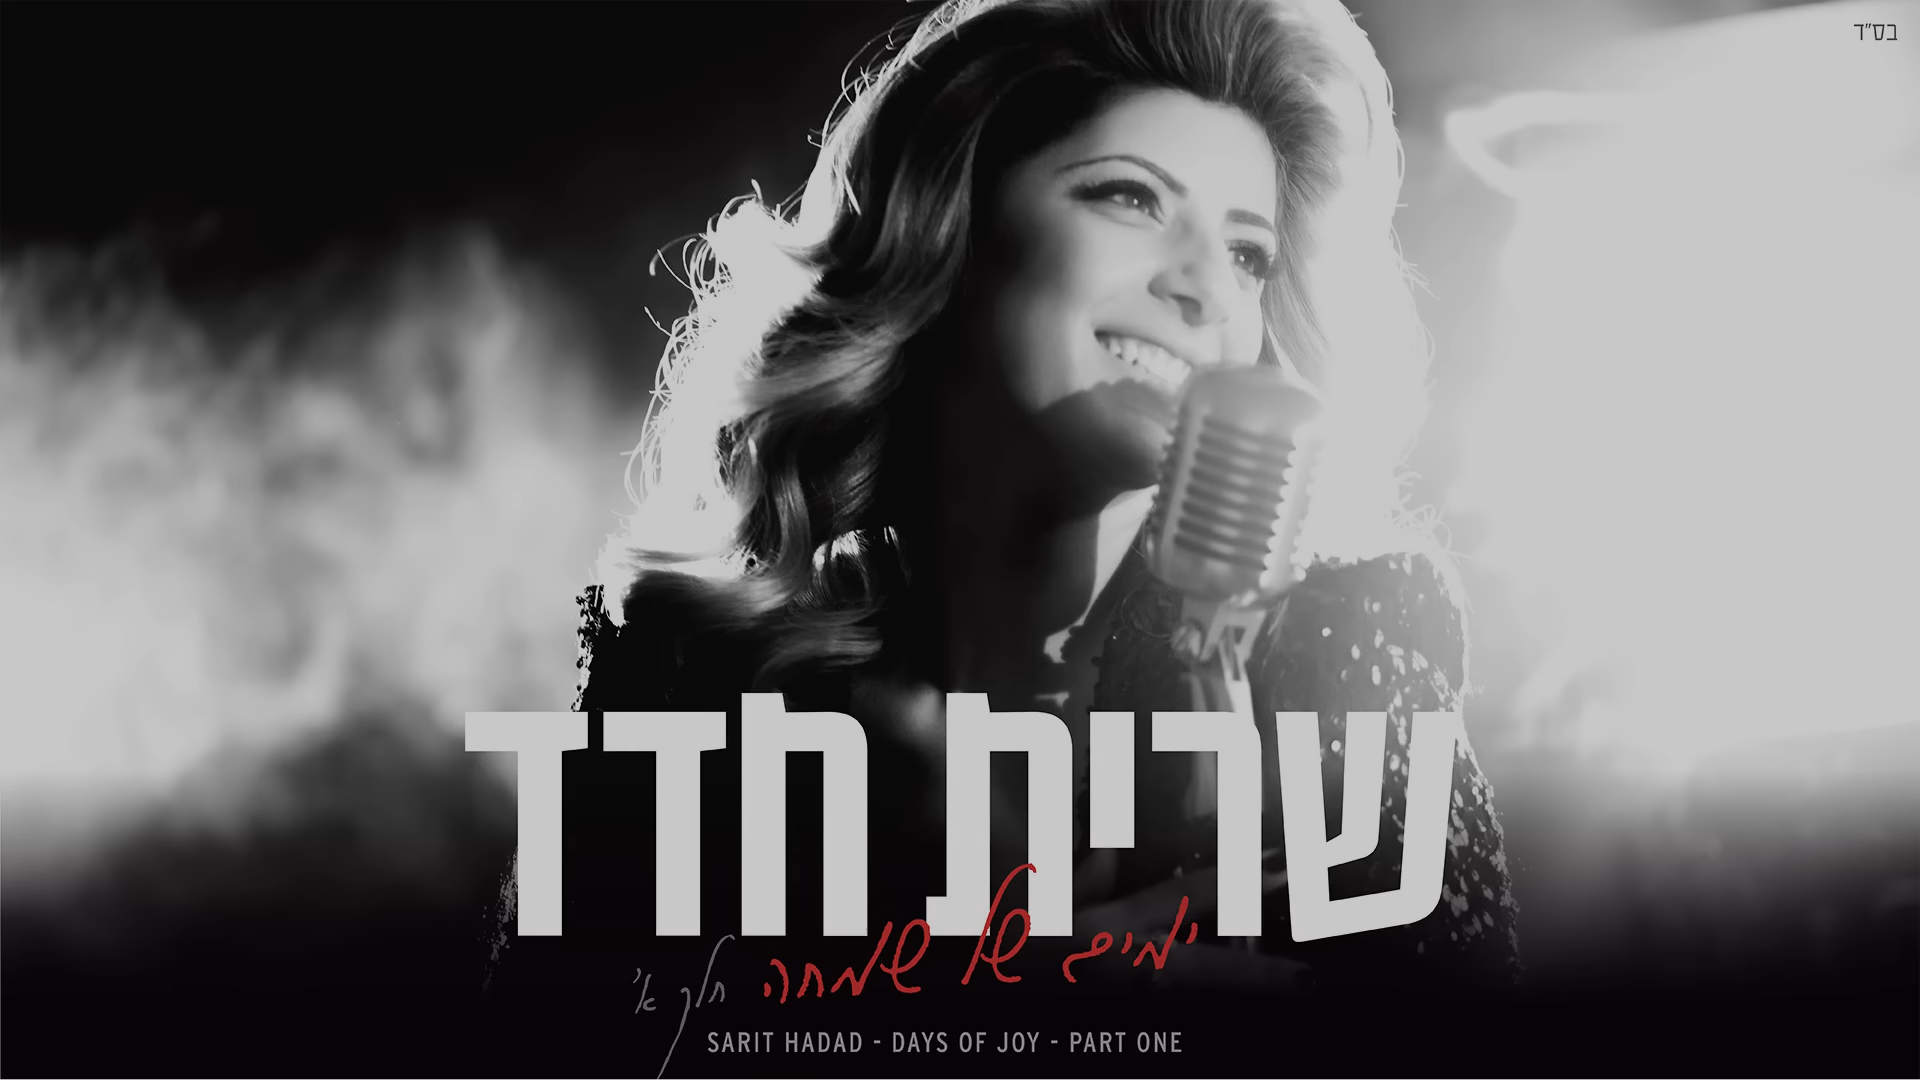 בס"ד
שרית חדד
ימים של שמחה חלק א'
SARIT HADAD - DAYS OF JOY - PART ONE